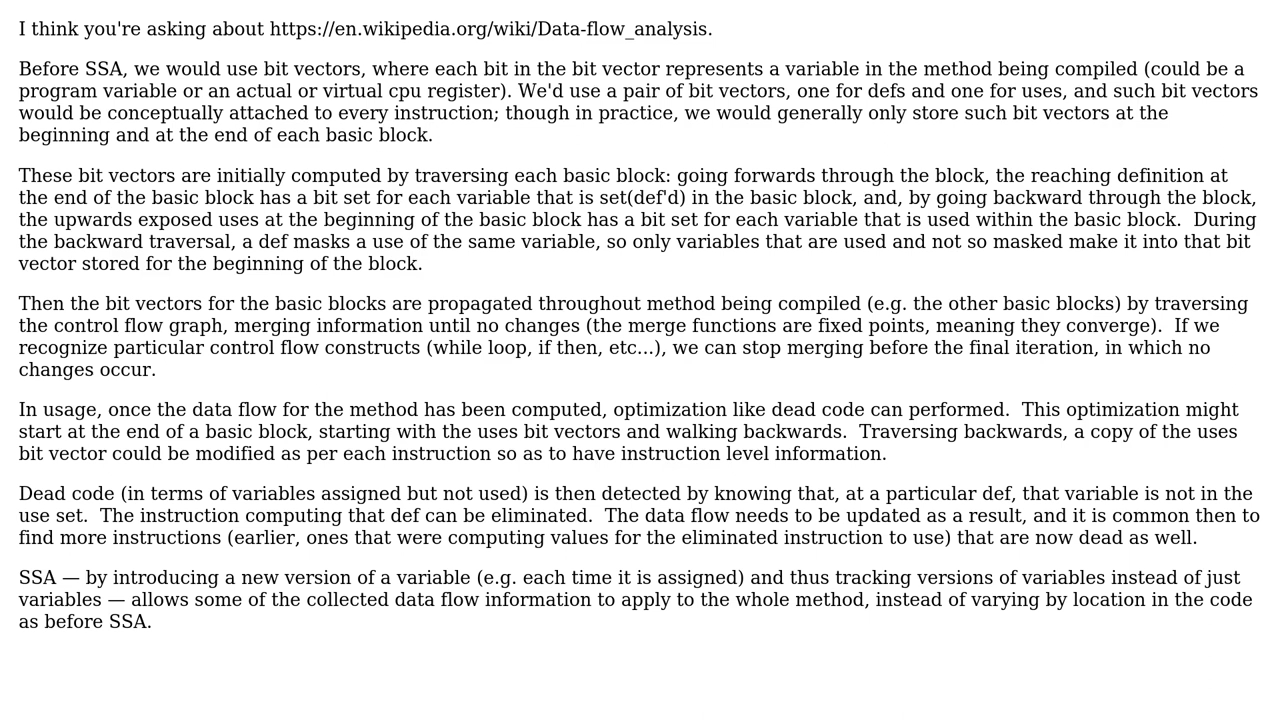 I think you're asking about https://en.wikipedia.org/wiki/Data-flow_analysis.
Before SSA, we would use bit vectors, where each bit in the bit vector represents a variable in the method being compiled (could be a
program variable or an actual or virtual cpu register). We'd use a pair of bit vectors, one for defs and one for uses, and such bit vectors
would be conceptually attached to every instruction; though in practice, we would generally only store such bit vectors at the
beginning and at the end of each basic block.
These bit vectors are initially computed by traversing each basic block: going forwards through the block, the reaching definition at
the end of the basic block has a bit set for each variable that is set(def'd) in the basic block, and, by going backward through the block,
the upwards exposed uses at the beginning of the basic block has a bit set for each variable that is used within the basic block.  During
the backward traversal, a def masks a use of the same variable, so only variables that are used and not so masked make it into that bit
vector stored for the beginning of the block.
Then the bit vectors for the basic blocks are propagated throughout method being compiled (e.g. the other basic blocks) by traversing
the control flow graph, merging information until no changes (the merge functions are fixed points, meaning they converge).  If we
recognize particular control flow constructs (while loop, if then, etc...), we can stop merging before the final iteration, in which no
changes occur.
In usage, once the data flow for the method has been computed, optimization like dead code can performed.  This optimization might
start at the end of a basic block, starting with the uses bit vectors and walking backwards.  Traversing backwards, a copy of the uses
bit vector could be modified as per each instruction so as to have instruction level information.
Dead code (in terms of variables assigned but not used) is then detected by knowing that, at a particular def, that variable is not in the
use set.  The instruction computing that def can be eliminated.  The data flow needs to be updated as a result, and it is common then to
find more instructions (earlier, ones that were computing values for the eliminated instruction to use) that are now dead as well.
SSA — by introducing a new version of a variable (e.g. each time it is assigned) and thus tracking versions of variables instead of just
variables — allows some of the collected data flow information to apply to the whole method, instead of varying by location in the code
as before SSA.